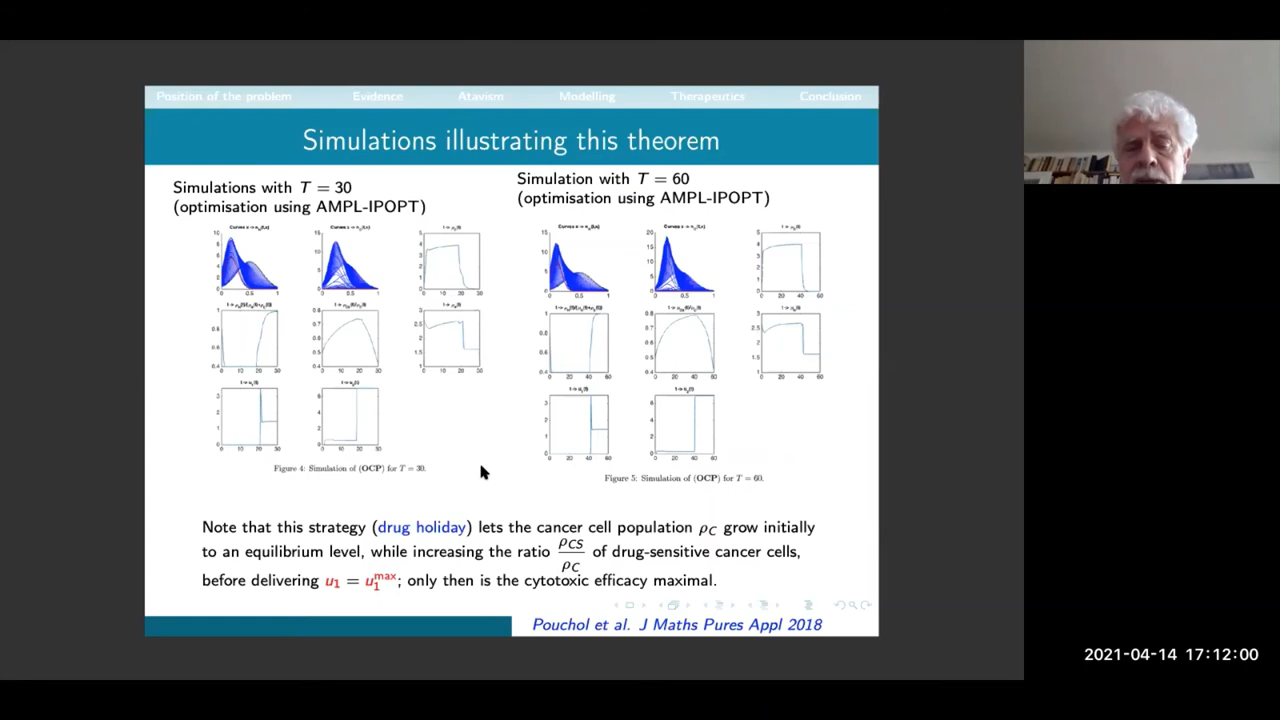 Position of the problem Evidence Atavism Modelling Therapeutics Conclusion
Simulations illustrating this theorem
Simulations with T = 30
(optimisation using AMPL-IPOPT)
Simulation with T = 60
(optimisation using AMPL-IPOPT)
Figure 4: Simulation of (OCP) for T = 30.
Figure 5: Simulation of (OCP) for T = 60.
Note that this strategy (drug holiday) lets the cancer cell population ρC grow initially
to an equilibrium level, while increasing the ratio ρCS/ρC of drug-sensitive cancer cells,
before delivering u1 = u1max; only then is the cytotoxic efficacy maximal.
Pouchol et al. J Maths Pures Appl 2018
2021-04-14 17:12:00